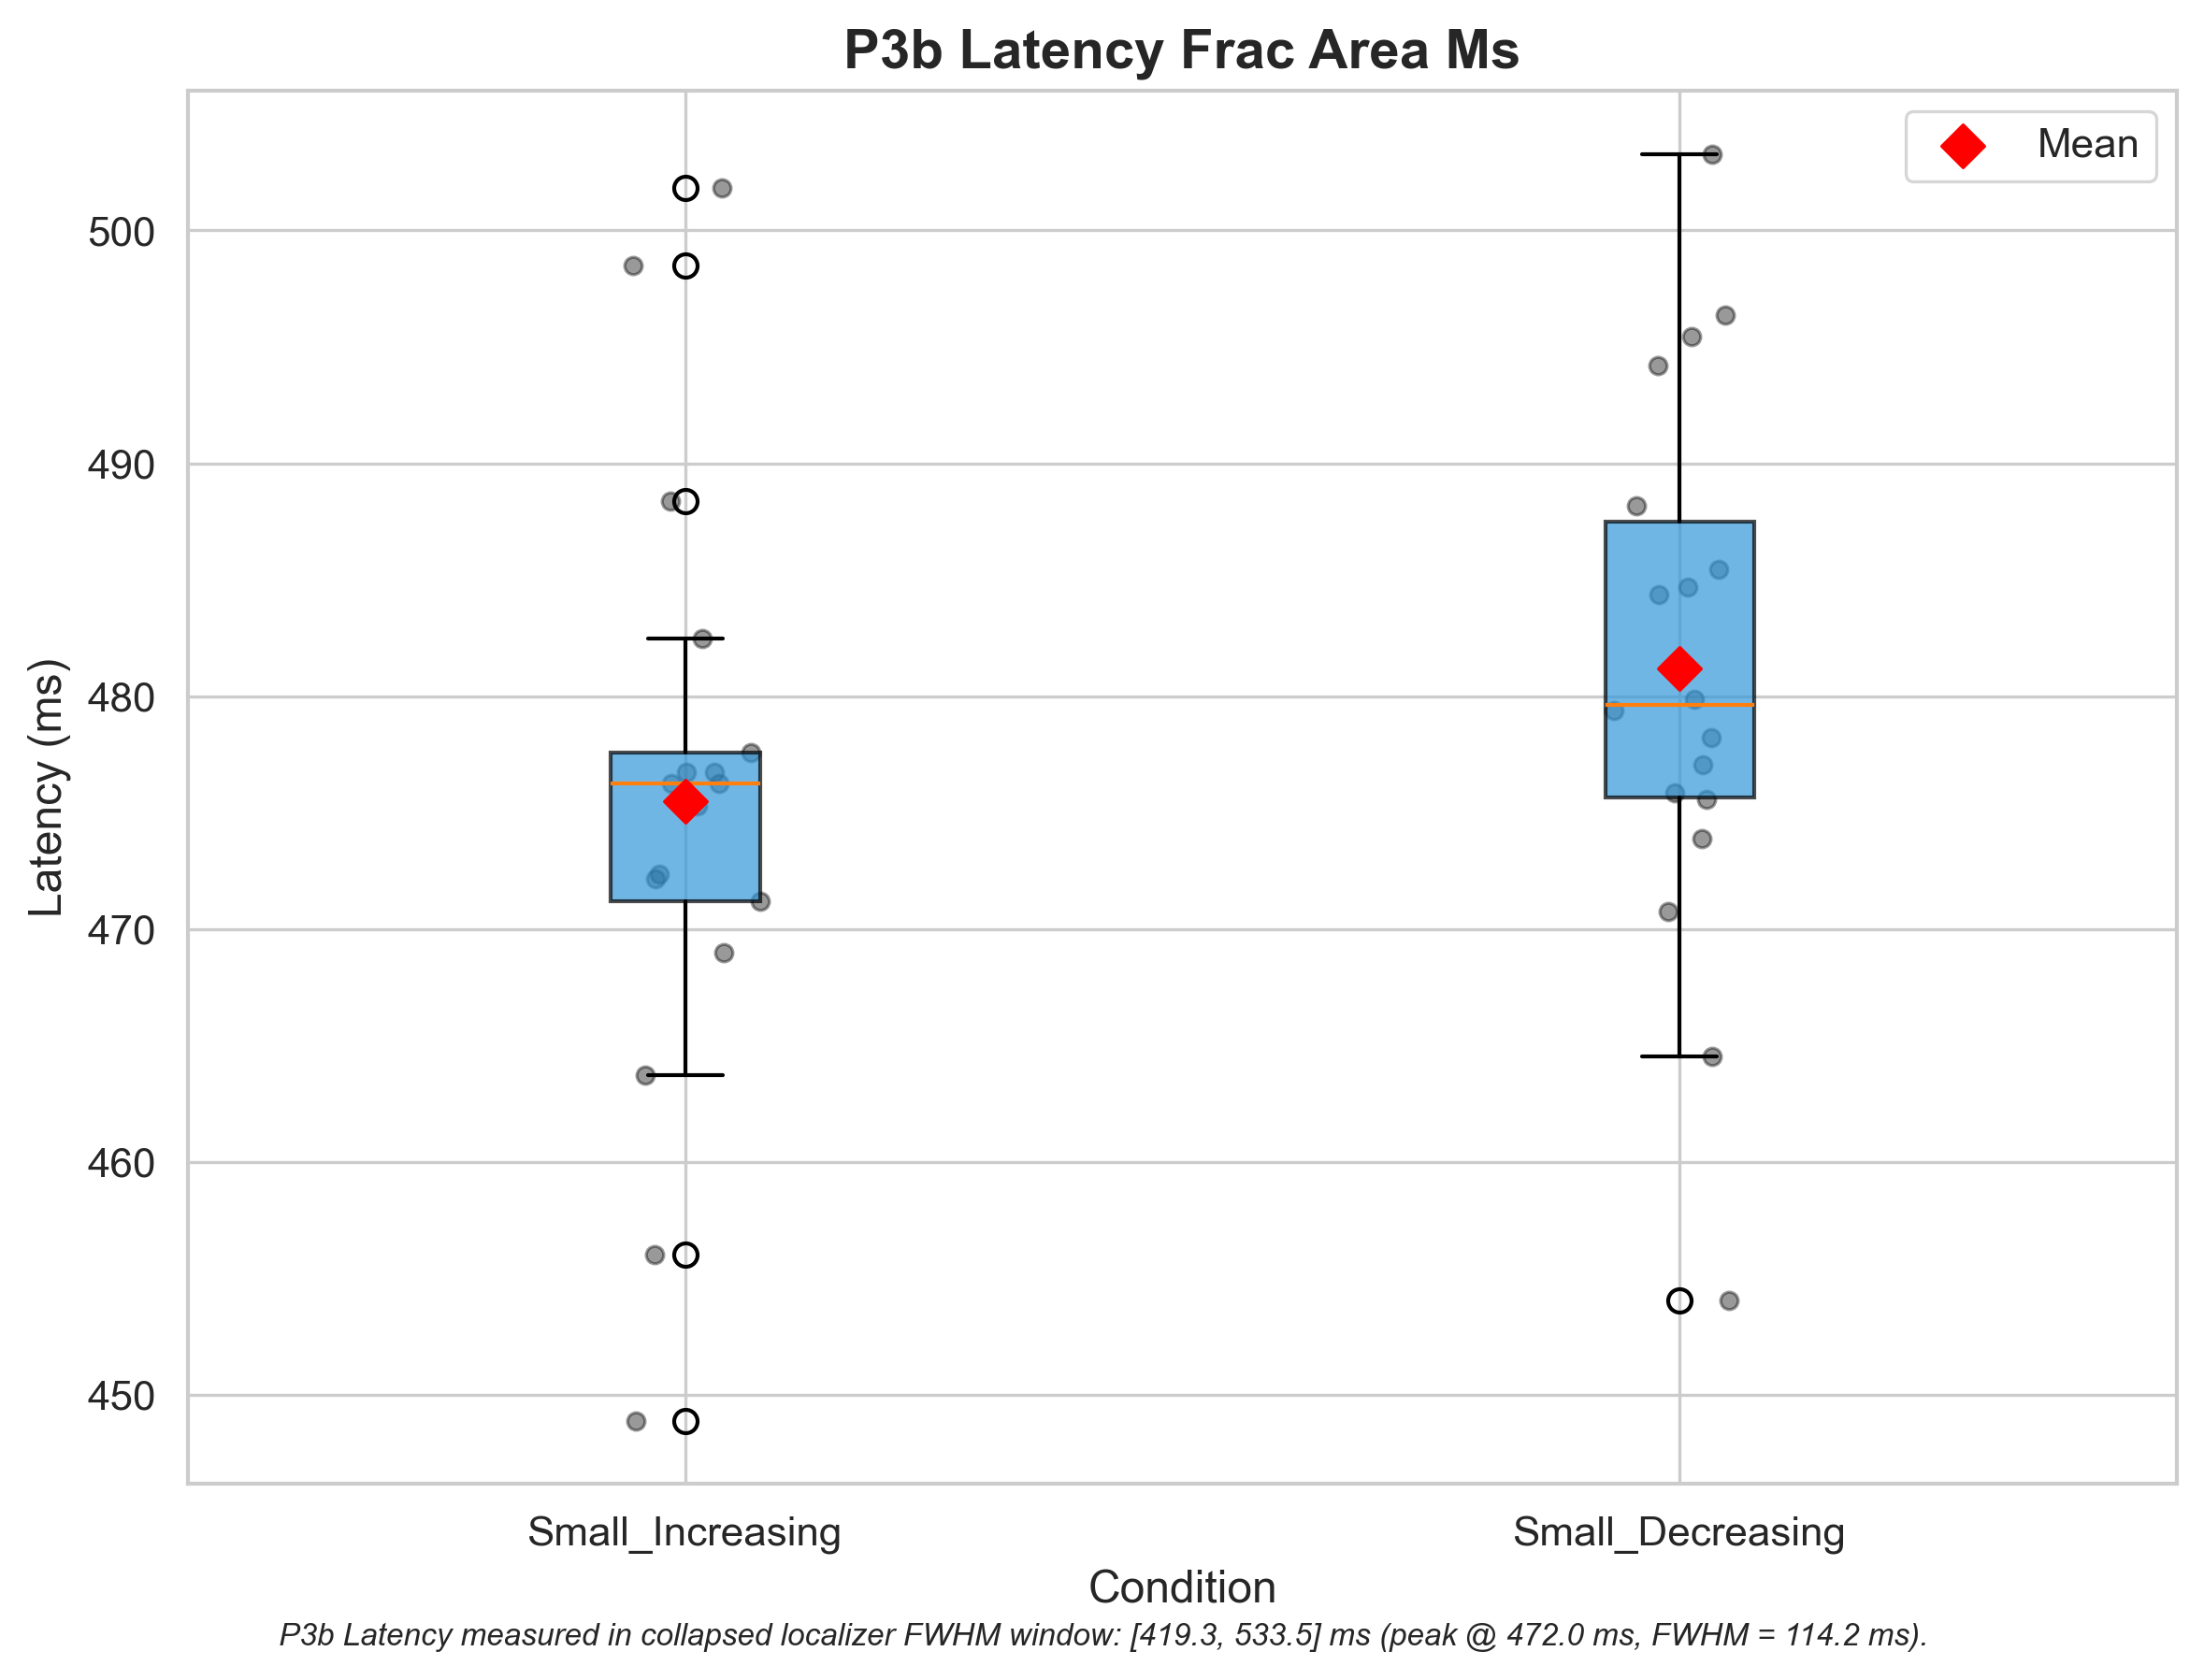 P3b Latency Frac Area Ms
Mean
500
490
480
470
460
450
Latency (ms)
Small_Increasing
Small_Decreasing
Condition
P3b Latency measured in collapsed localizer FWHM window: [419.3, 533.5] ms (peak @ 472.0 ms, FWHM = 114.2 ms).